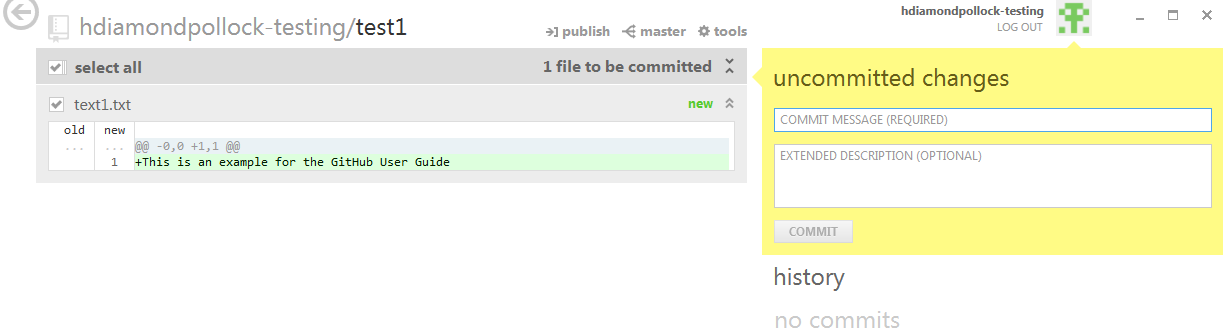 hdiamondpollock-testing
LOG OUT
hdiamondpollock-testing/test1
publish master tools
select all 1 file to be committed
text1.txt new
old new
... ... @@ -0,0 +1,1 @@
1 +This is an example for the GitHub User Guide
uncommitted changes
COMMIT MESSAGE (REQUIRED)
EXTENDED DESCRIPTION (OPTIONAL)
COMMIT
history
no commits